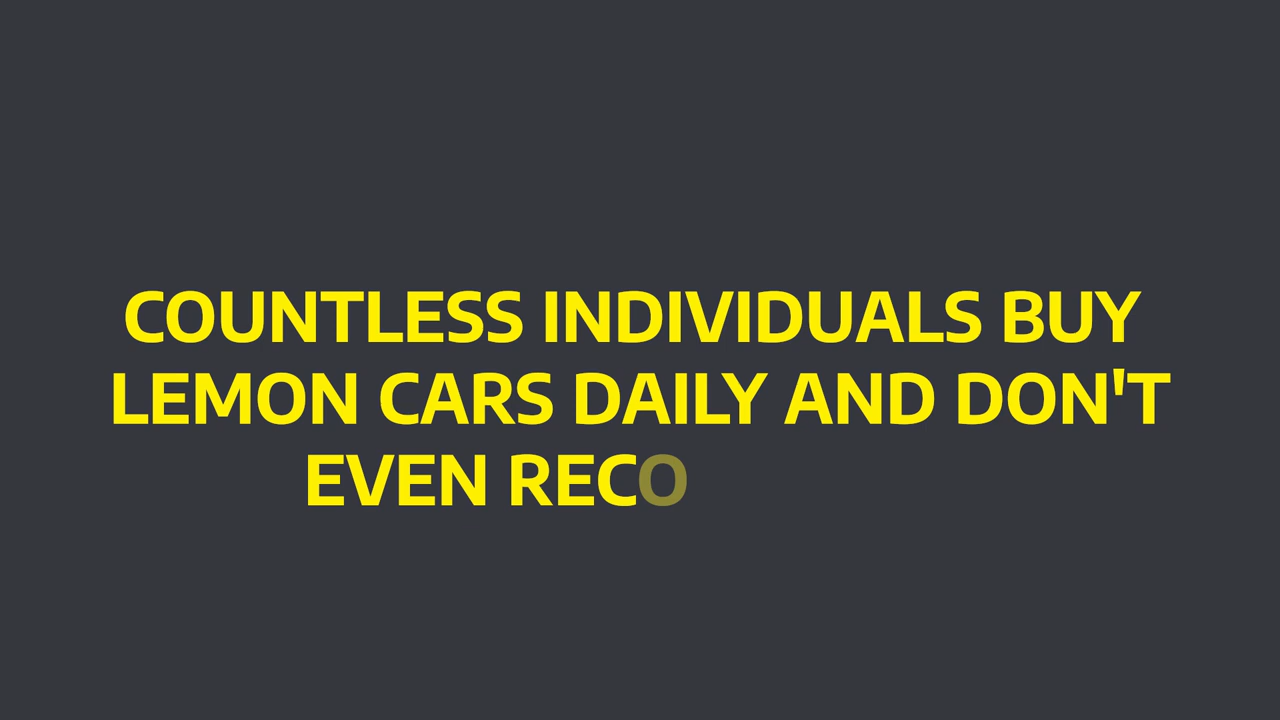 COUNTLESS INDIVIDUALS BUY
LEMON CARS DAILY AND DON'T
EVEN RECO